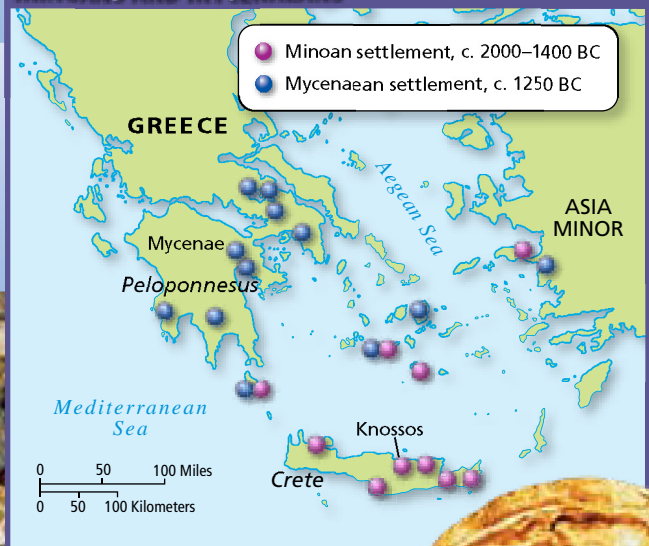 Minoan settlement, c. 2000–1400 BC
Mycenaean settlement, c. 1250 BC
GREECE
Aegean Sea
ASIA
MINOR
Mycenae
Peloponnesus
Mediterranean
Sea
Knossos
Crete
0 50 100 Miles
0 50 100 Kilometers